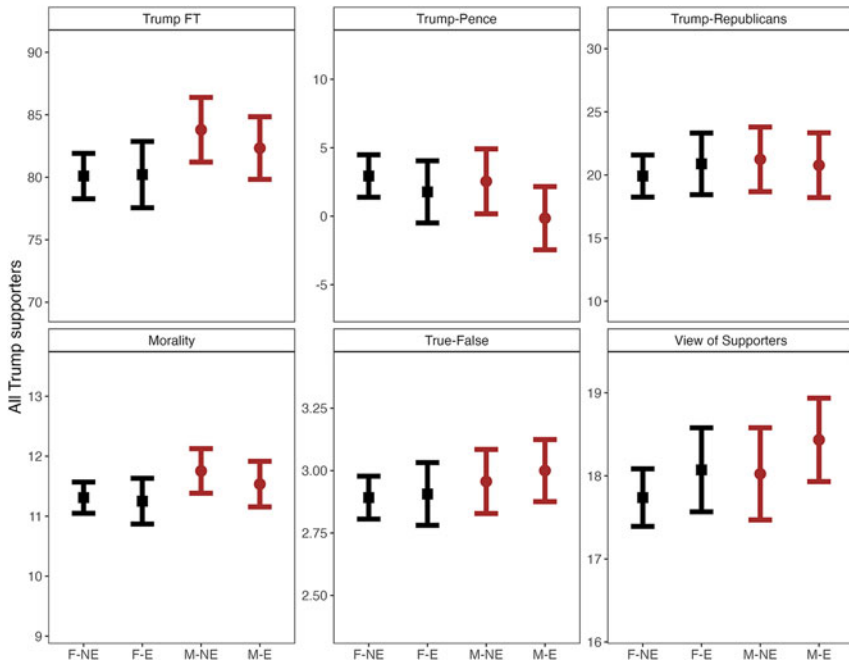 Trump FT
Trump-Pence
Trump-Republicans
90
85
80
75
70
10
5
0
-5
30
25
20
15
10
All Trump supporters
Morality
True-False
View of Supporters
13
12
11
10
9
3.25
3.00
2.75
2.50
19
18
17
16
F-NE F-E M-NE M-E
F-NE F-E M-NE M-E
F-NE F-E M-NE M-E